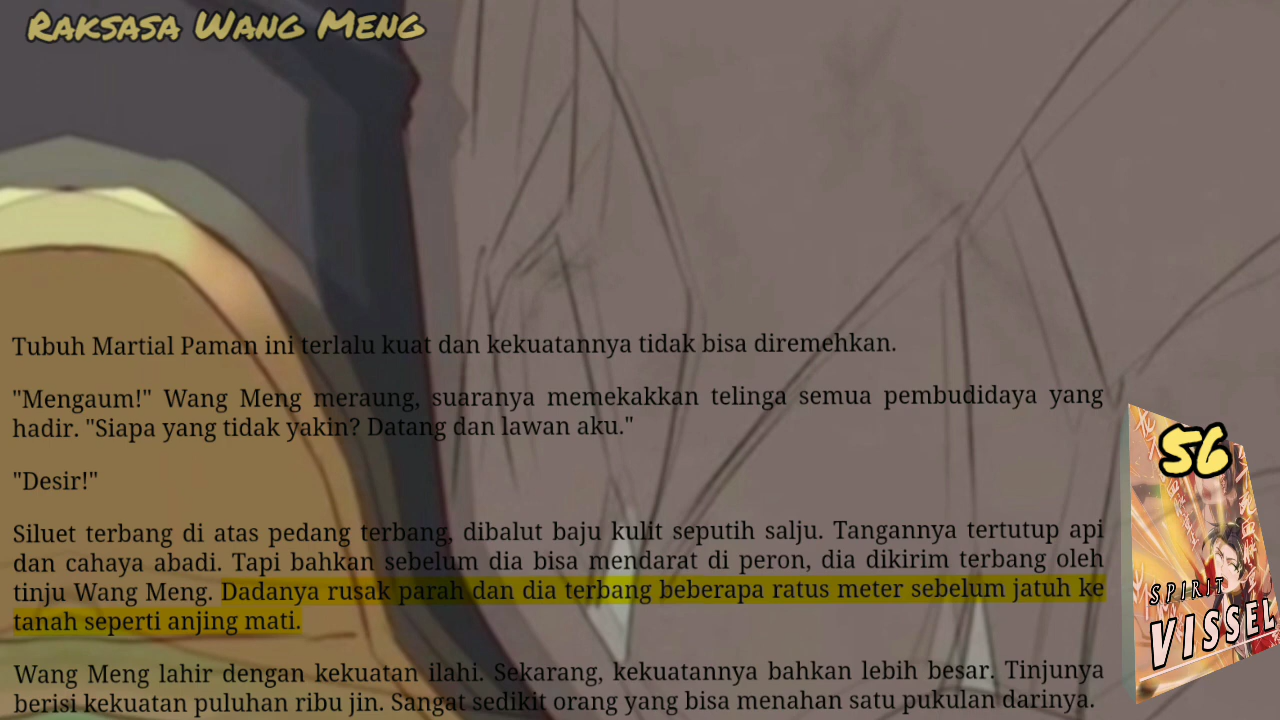 Raksasa Wang Meng
Tubuh Martial Paman ini terlalu kuat dan kekuatannya tidak bisa diremehkan.
"Mengaum!" Wang Meng meraung, suaranya memekakkan telinga semua pembudidaya yang
hadir. "Siapa yang tidak yakin? Datang dan lawan aku."
"Desir!"
Siluet terbang di atas pedang terbang, dibalut baju kulit seputih salju. Tangannya tertutup api
dan cahaya abadi. Tapi bahkan sebelum dia bisa mendarat di peron, dia dikirim terbang oleh
tinju Wang Meng. Dadanya rusak parah dan dia terbang beberapa ratus meter sebelum jatuh ke
tanah seperti anjing mati.
Wang Meng lahir dengan kekuatan ilahi. Sekarang, kekuatannya bahkan lebih besar. Tinjunya
berisi kekuatan puluhan ribu jin. Sangat sedikit orang yang bisa menahan satu pukulan darinya.
56
SPIRIT
VISSEL